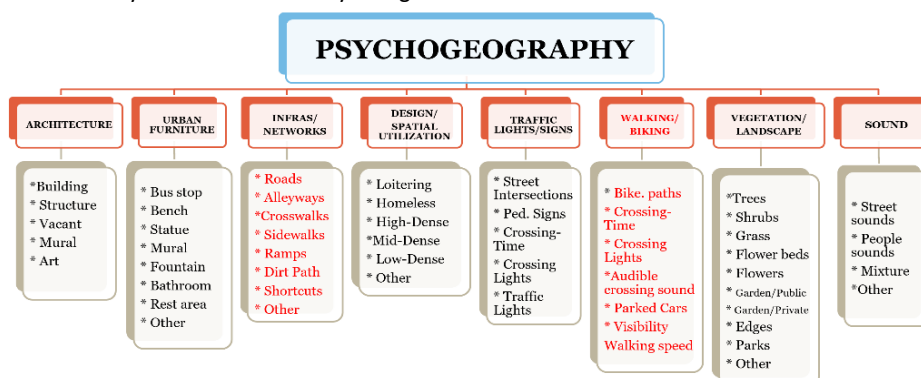 PSYCHOGEOGRAPHY
ARCHITECTURE
*Building
* Structure
* Vacant
* Mural
* Art
URBAN
FURNITURE
* Bus stop
* Bench
* Statue
* Mural
* Fountain
* Bathroom
* Rest area
* Other
INFRAS/
NETWORKS
* Roads
* Alleyways
*Crosswalks
* Sidewalks
* Ramps
* Dirt Path
* Shortcuts
* Other
DESIGN/
SPATIAL
UTILIZATION
* Loitering
* Homeless
* High-Dense
*Mid-Dense
* Low-Dense
* Other
TRAFFIC
LIGHTS/SIGNS
* Street
Intersections
* Ped. Signs
* Crossing-
Time
* Crossing
Lights
* Traffic
Lights
WALKING/
BIKING
* Bike. paths
* Crossing-
Time
* Crossing
Lights
*Audible
crossing sound
* Parked Cars
* Visibility
Walking speed
VEGETATION/
LANDSCAPE
*Trees
* Shrubs
* Grass
* Flower beds
* Flowers
* Garden/Public
* Garden/Private
* Edges
* Parks
* Other
SOUND
* Street
sounds
* People
sounds
* Mixture
*Other